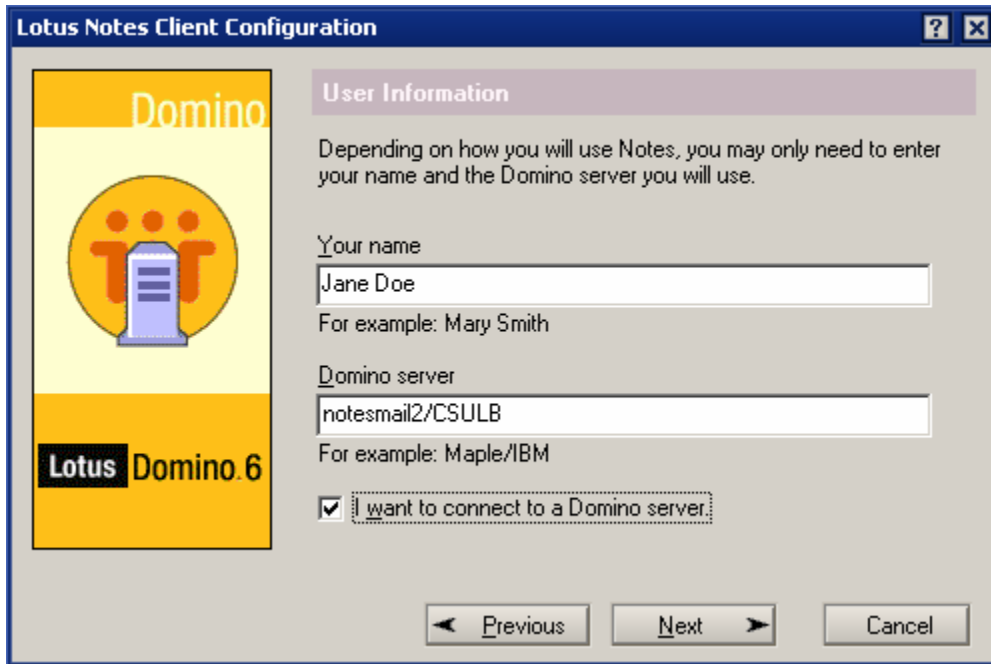 Lotus Notes Client Configuration
Domino
User Information
Depending on how you will use Notes, you may only need to enter
your name and the Domino server you will use.
Your name
Jane Doe
For example: Mary Smith
Domino server
notesmail2/CSULB
For example: Maple/IBM
Lotus Domino.6
I want to connect to a Domino server.
Previous Next Cancel